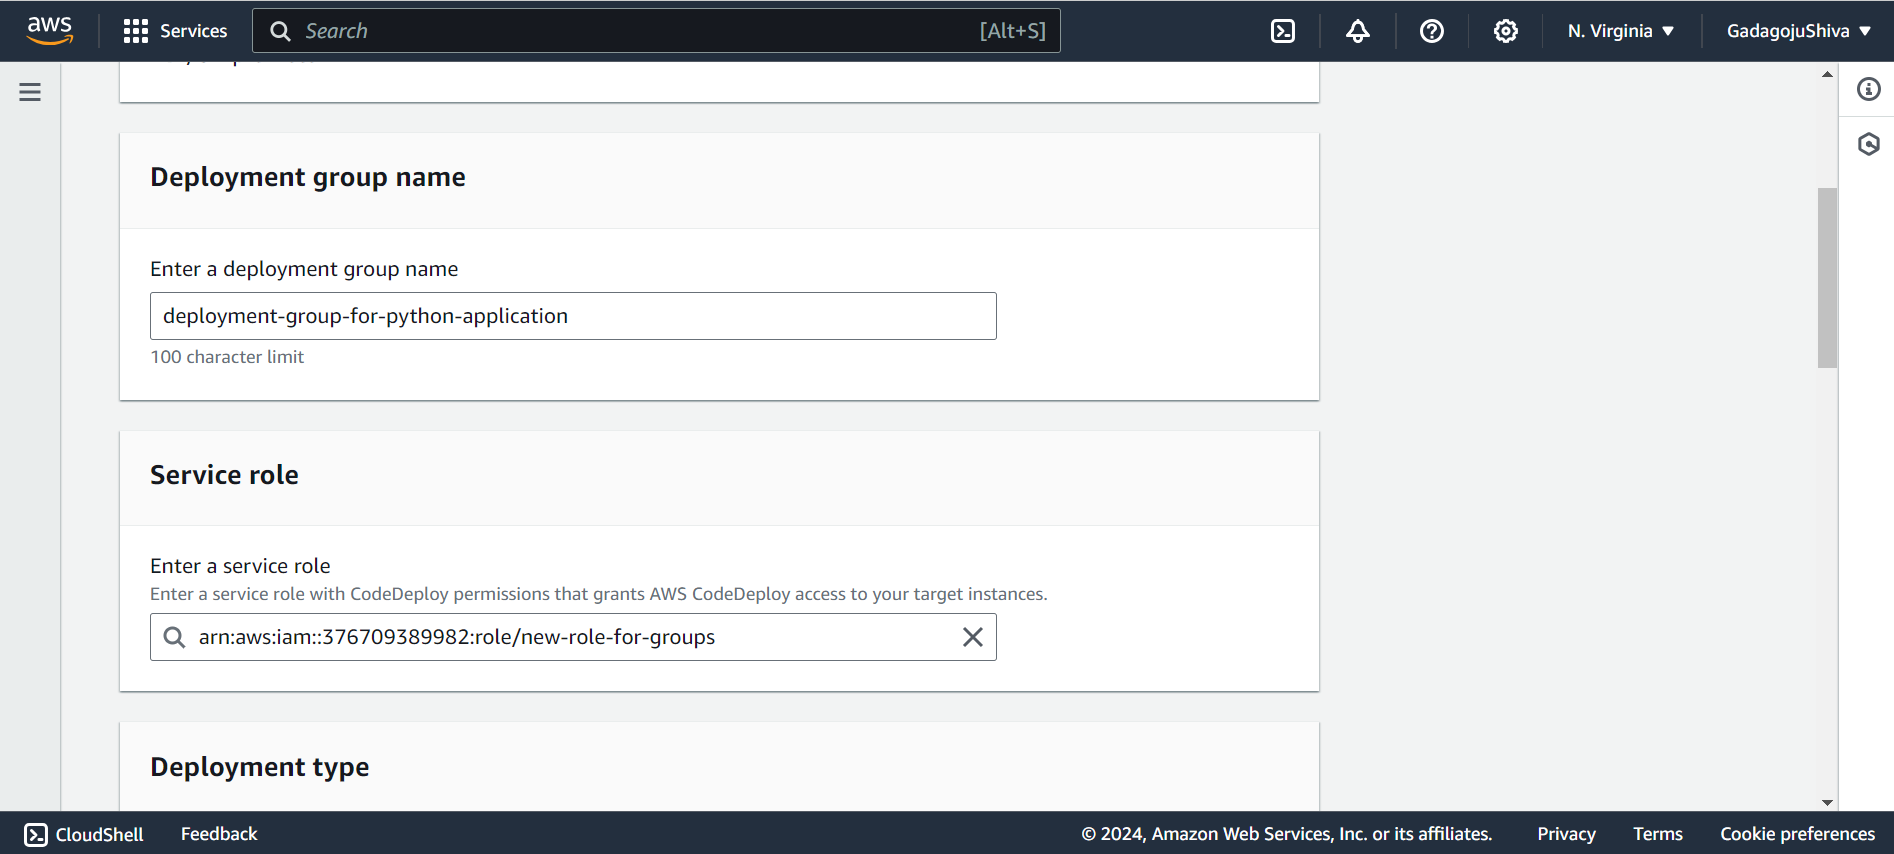 aws
Services
Search [Alt+S]
N. Virginia
GadagojuShiva
Deployment group name
Enter a deployment group name
deployment-group-for-python-application
100 character limit
Service role
Enter a service role
Enter a service role with CodeDeploy permissions that grants AWS CodeDeploy access to your target instances.
arn:aws:iam::376709389982:role/new-role-for-groups
Deployment type
CloudShell
Feedback
© 2024, Amazon Web Services, Inc. or its affiliates.
Privacy
Terms
Cookie preferences